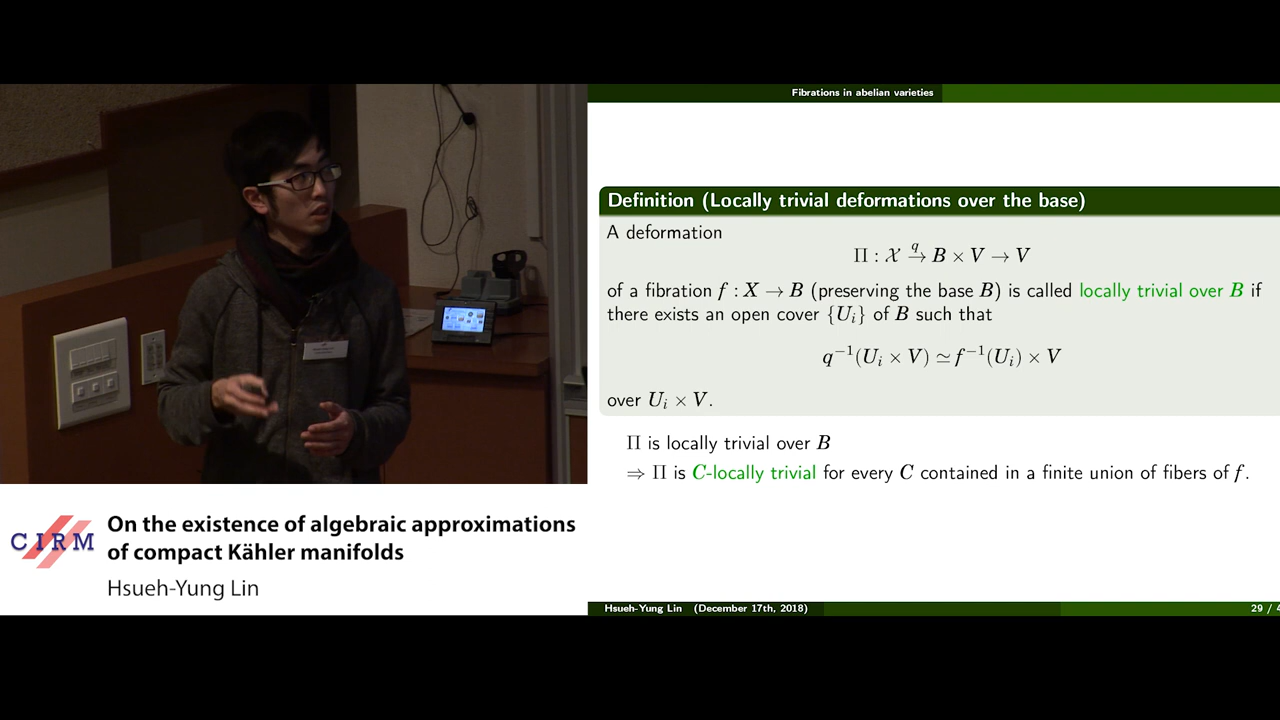 Fibrations in abelian varieties
Definition (Locally trivial deformations over the base)
A deformation
Π : 𝒳 →^q B × V → V
of a fibration f : X → B (preserving the base B) is called locally trivial over B if
there exists an open cover {U_i} of B such that
q⁻¹(U_i × V) ≃ f⁻¹(U_i) × V
over U_i × V.
Π is locally trivial over B
⇒ Π is C-locally trivial for every C contained in a finite union of fibers of f.
CIRM
On the existence of algebraic approximations
of compact Kähler manifolds
Hsueh-Yung Lin
Hsueh-Yung Lin (December 17th, 2018)
29 / 4